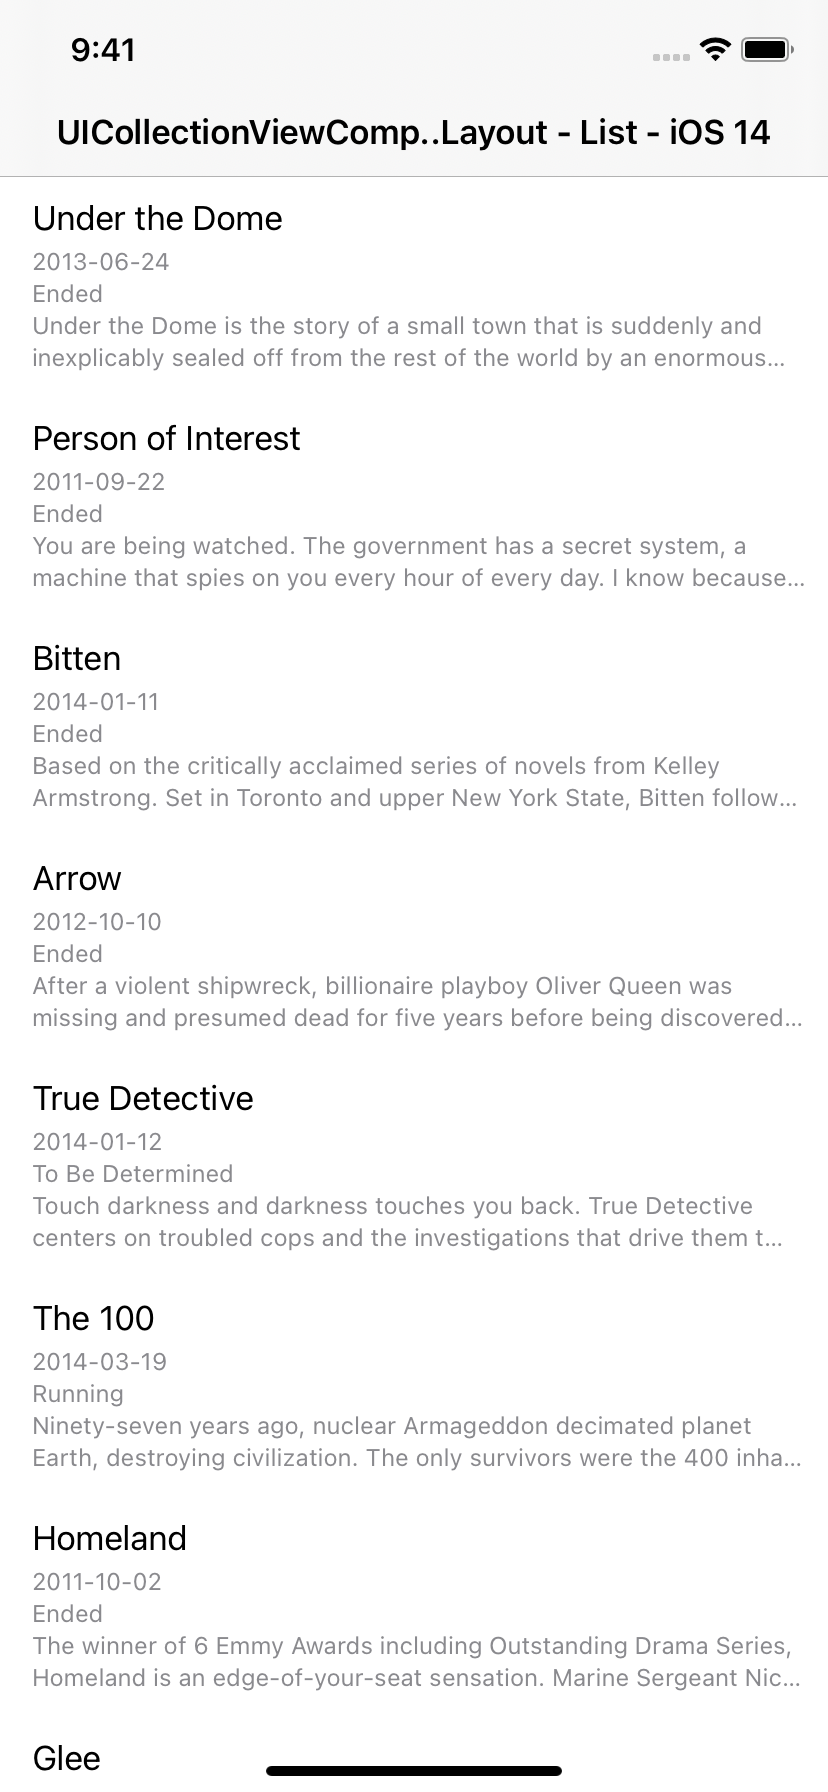 9:41
UICollectionViewComp..Layout - List - iOS 14
Under the Dome
2013-06-24
Ended
Under the Dome is the story of a small town that is suddenly and
inexplicably sealed off from the rest of the world by an enormous...
Person of Interest
2011-09-22
Ended
You are being watched. The government has a secret system, a
machine that spies on you every hour of every day. I know because...
Bitten
2014-01-11
Ended
Based on the critically acclaimed series of novels from Kelley
Armstrong. Set in Toronto and upper New York State, Bitten follow...
Arrow
2012-10-10
Ended
After a violent shipwreck, billionaire playboy Oliver Queen was
missing and presumed dead for five years before being discovered...
True Detective
2014-01-12
To Be Determined
Touch darkness and darkness touches you back. True Detective
centers on troubled cops and the investigations that drive them t...
The 100
2014-03-19
Running
Ninety-seven years ago, nuclear Armageddon decimated planet
Earth, destroying civilization. The only survivors were the 400 inha...
Homeland
2011-10-02
Ended
The winner of 6 Emmy Awards including Outstanding Drama Series,
Homeland is an edge-of-your-seat sensation. Marine Sergeant Nic...
Glee